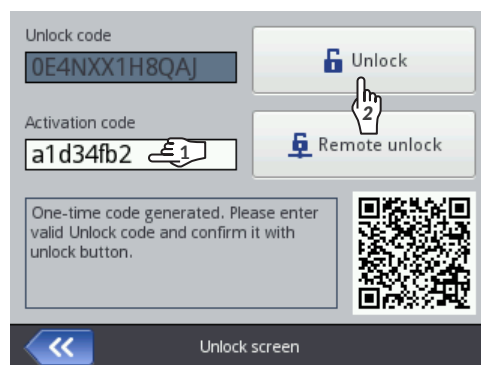 Unlock code
0E4NXX1H8QAJ
Unlock
2
Activation code
a1d34fb2
1
Remote unlock
One-time code generated. Please enter
valid Unlock code and confirm it with
unlock button.
Unlock screen